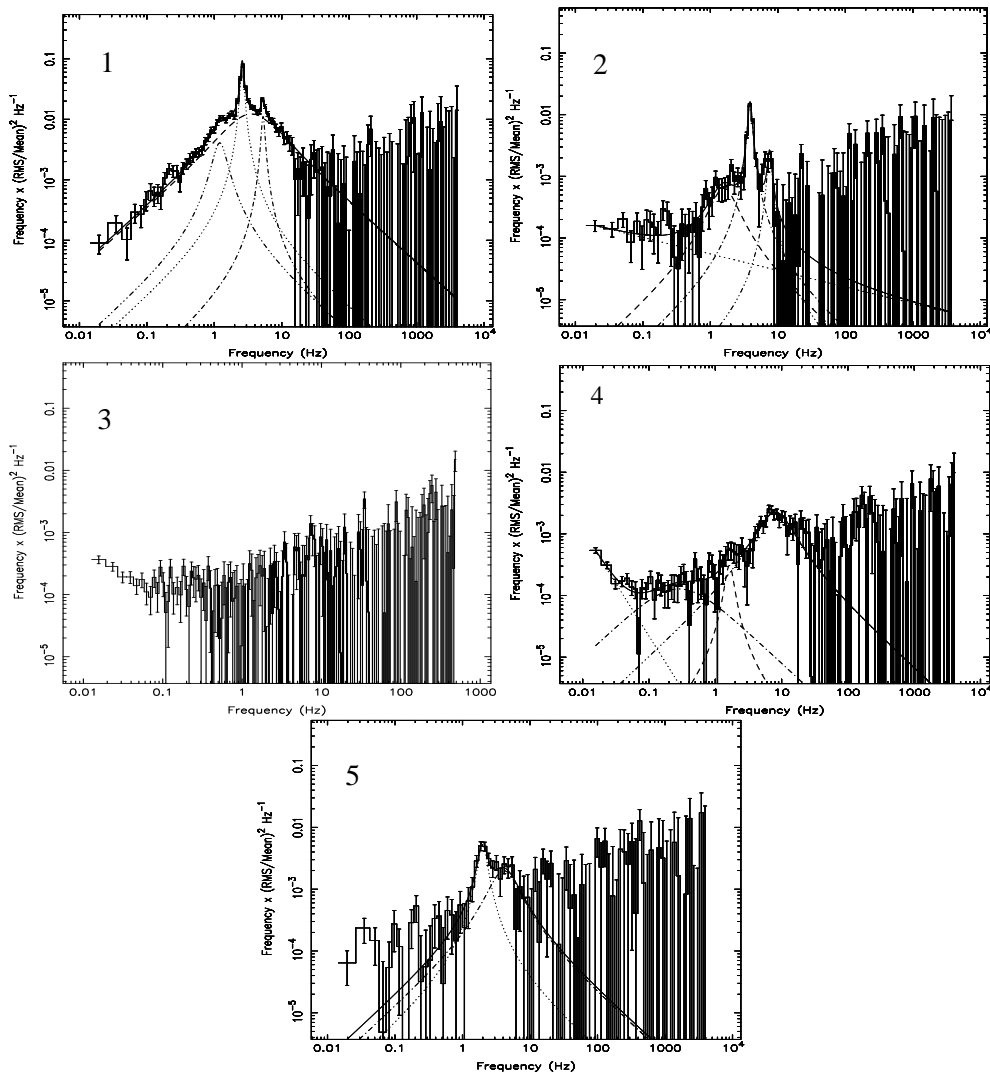 1
Frequency x (RMS/Mean)² Hz⁻¹
0.1
0.01
10⁻³
10⁻⁴
10⁻⁵
0.01 0.1 1 10 100 1000 10⁴
Frequency (Hz)
2
Frequency x (RMS/Mean)² Hz⁻¹
0.1
0.01
10⁻³
10⁻⁴
10⁻⁵
0.01 0.1 1 10 100 1000 10⁴
Frequency (Hz)
3
Frequency x (RMS/Mean)² Hz⁻¹
0.1
0.01
10⁻³
10⁻⁴
10⁻⁵
0.01 0.1 1 10 100 1000
Frequency (Hz)
4
Frequency x (RMS/Mean)² Hz⁻¹
0.1
0.01
10⁻³
10⁻⁴
10⁻⁵
0.01 0.1 1 10 100 1000 10⁴
Frequency (Hz)
5
Frequency x (RMS/Mean)² Hz⁻¹
0.1
0.01
10⁻³
10⁻⁴
10⁻⁵
0.01 0.1 1 10 100 1000 10⁴
Frequency (Hz)